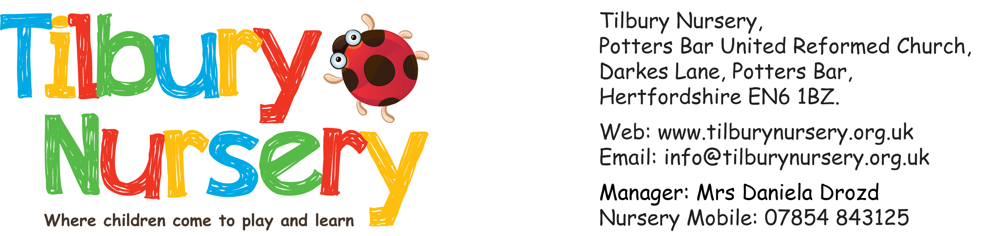 Tilbury
Nursery
Where children come to play and learn
Tilbury Nursery,
Potters Bar United Reformed Church,
Darkes Lane, Potters Bar,
Hertfordshire EN6 1BZ.
Web: www.tilburynursery.org.uk
Email: info@tilburynursery.org.uk
Manager: Mrs Daniela Drozd
Nursery Mobile: 07854 843125